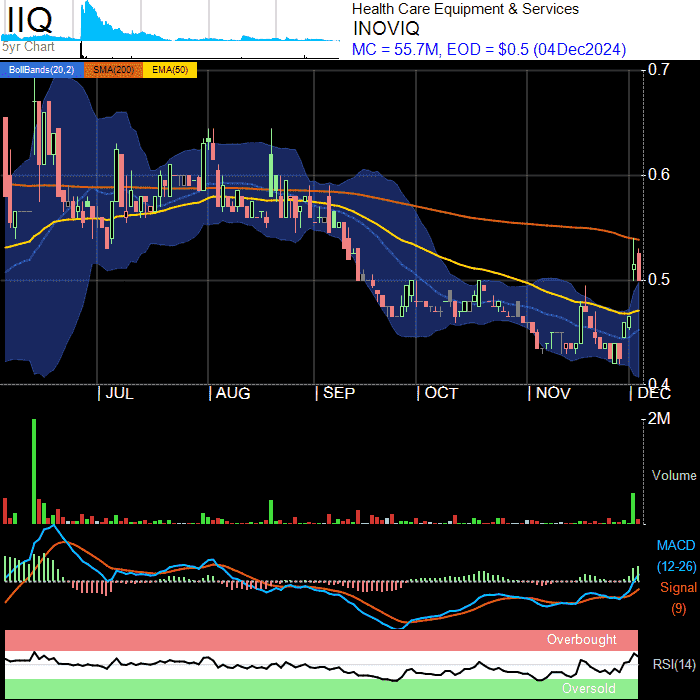 IIQ
5yr Chart
Health Care Equipment & Services
INOVIQ
MC = 55.7M, EOD = $0.5 (04Dec2024)
BollBands(20,2) SMA(200) EMA(50)
0.7
0.6
0.5
0.4
JUL AUG SEP OCT NOV DEC
2M
Volume
MACD
(12-26)
Signal
(9)
Overbought
RSI(14)
Oversold